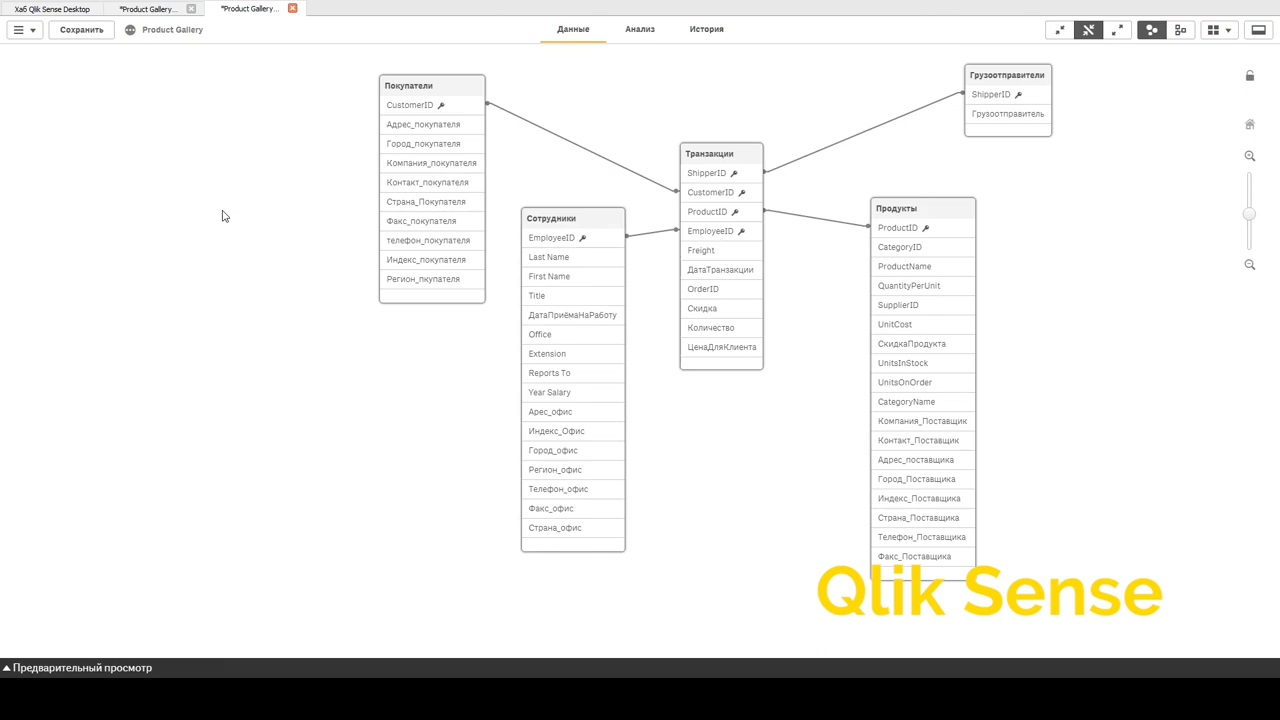 Хаб Qlik Sense Desktop
*Product Gallery...
*Product Gallery...
Сохранить
Product Gallery
Данные
Анализ
История
Покупатели
CustomerID
Адрес_покупателя
Город_покупателя
Компания_покупателя
Контакт_покупателя
Страна_Покупателя
Факс_покупателя
телефон_покупателя
Индекс_покупателя
Регион_пкупателя
Сотрудники
EmployeeID
Last Name
First Name
Title
ДатаПриёмаНаРаботу
Office
Extension
Reports To
Year Salary
Арес_офис
Индекс_Офис
Город_офис
Регион_офис
Телефон_офис
Факс_офис
Страна_офис
Транзакции
ShipperID
CustomerID
ProductID
EmployeeID
Freight
ДатаТранзакции
OrderID
Скидка
Количество
ЦенаДляКлиента
Грузоотправители
ShipperID
Грузоотправитель
Продукты
ProductID
CategoryID
ProductName
QuantityPerUnit
SupplierID
UnitCost
СкидкаПродукта
UnitsInStock
UnitsOnOrder
CategoryName
Компания_Поставщик
Контакт_Поставщик
Адрес_поставщика
Город_Поставщика
Индекс_Поставщика
Страна_Поставщика
Телефон_Поставщика
Факс_Поставщика
Qlik Sense
Предварительный просмотр